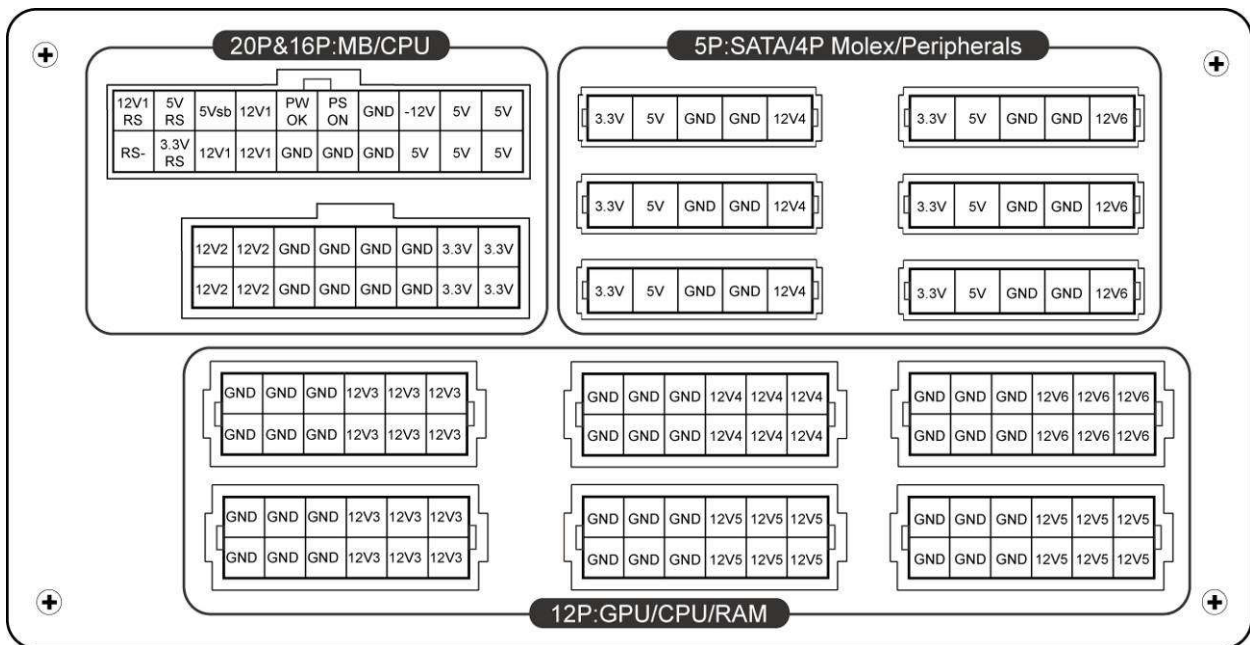 20P&16P:MB/CPU
12V1 RS 5V RS 5Vsb 12V1 PW OK PS ON GND -12V 5V 5V
RS- 3.3V RS 12V1 12V1 GND GND GND 5V 5V 5V
12V2 12V2 GND GND GND GND 3.3V 3.3V
12V2 12V2 GND GND GND GND 3.3V 3.3V
5P:SATA/4P Molex/Peripherals
3.3V 5V GND GND 12V4
3.3V 5V GND GND 12V6
3.3V 5V GND GND 12V4
3.3V 5V GND GND 12V6
3.3V 5V GND GND 12V4
3.3V 5V GND GND 12V6
GND GND GND 12V3 12V3 12V3
GND GND GND 12V3 12V3 12V3
GND GND GND 12V4 12V4 12V4
GND GND GND 12V4 12V4 12V4
GND GND GND 12V6 12V6 12V6
GND GND GND 12V6 12V6 12V6
GND GND GND 12V3 12V3 12V3
GND GND GND 12V3 12V3 12V3
GND GND GND 12V5 12V5 12V5
GND GND GND 12V5 12V5 12V5
GND GND GND 12V5 12V5 12V5
GND GND GND 12V5 12V5 12V5
12P:GPU/CPU/RAM